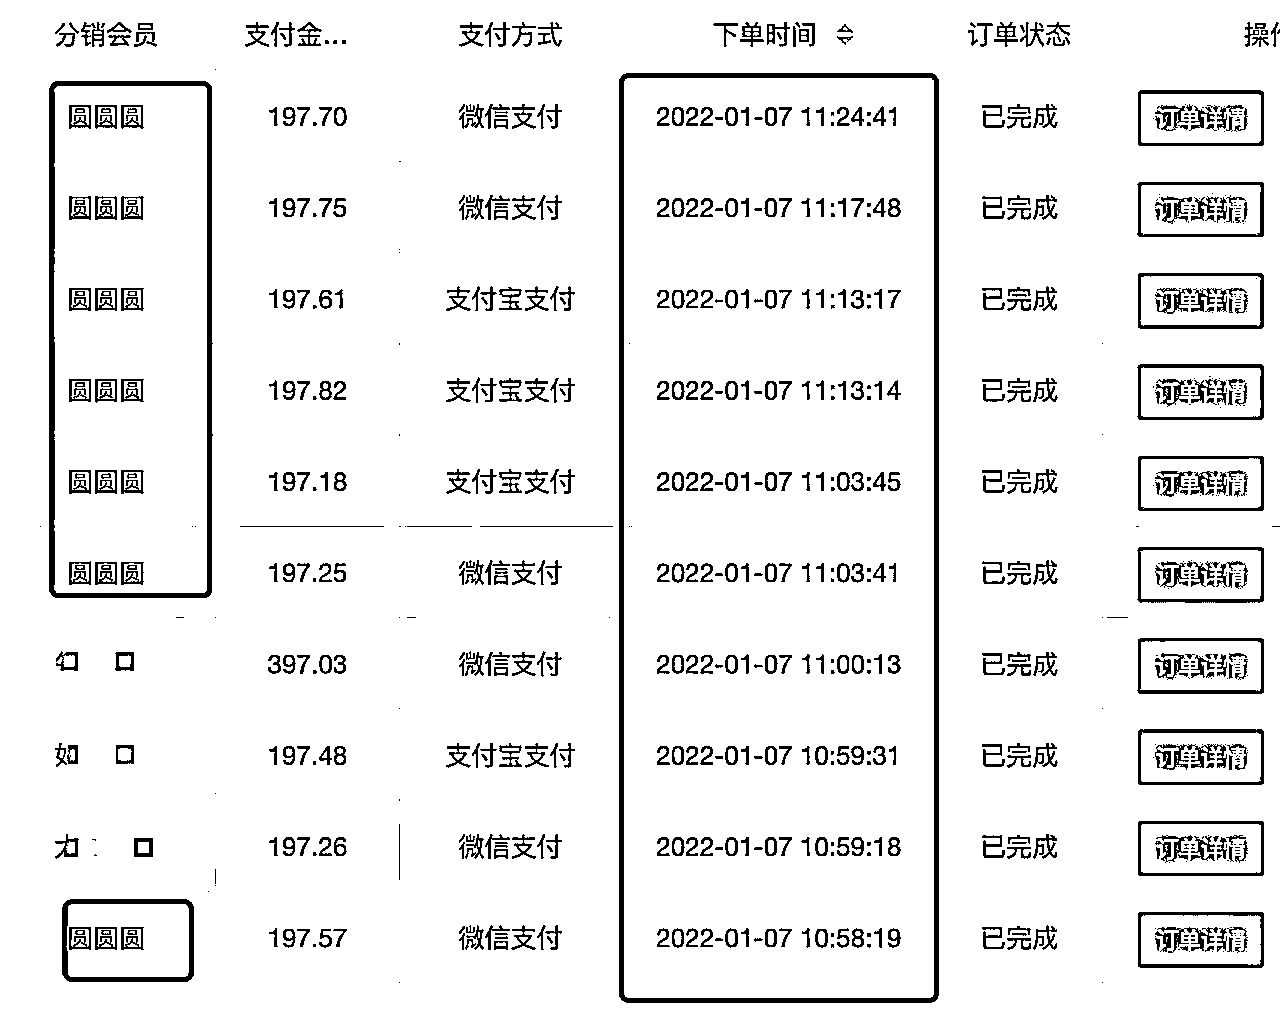 分销会员 支付金... 支付方式 下单时间 订单状态 操作
圆圆圆 197.70 微信支付 2022-01-07 11:24:41 已完成 订单详情
圆圆圆 197.75 微信支付 2022-01-07 11:17:48 已完成 订单详情
圆圆圆 197.61 支付宝支付 2022-01-07 11:13:17 已完成 订单详情
圆圆圆 197.82 支付宝支付 2022-01-07 11:13:14 已完成 订单详情
圆圆圆 197.18 支付宝支付 2022-01-07 11:03:45 已完成 订单详情
圆圆圆 197.25 微信支付 2022-01-07 11:03:41 已完成 订单详情
397.03 微信支付 2022-01-07 11:00:13 已完成 订单详情
如 197.48 支付宝支付 2022-01-07 10:59:31 已完成 订单详情
197.26 微信支付 2022-01-07 10:59:18 已完成 订单详情
圆圆圆 197.57 微信支付 2022-01-07 10:58:19 已完成 订单详情